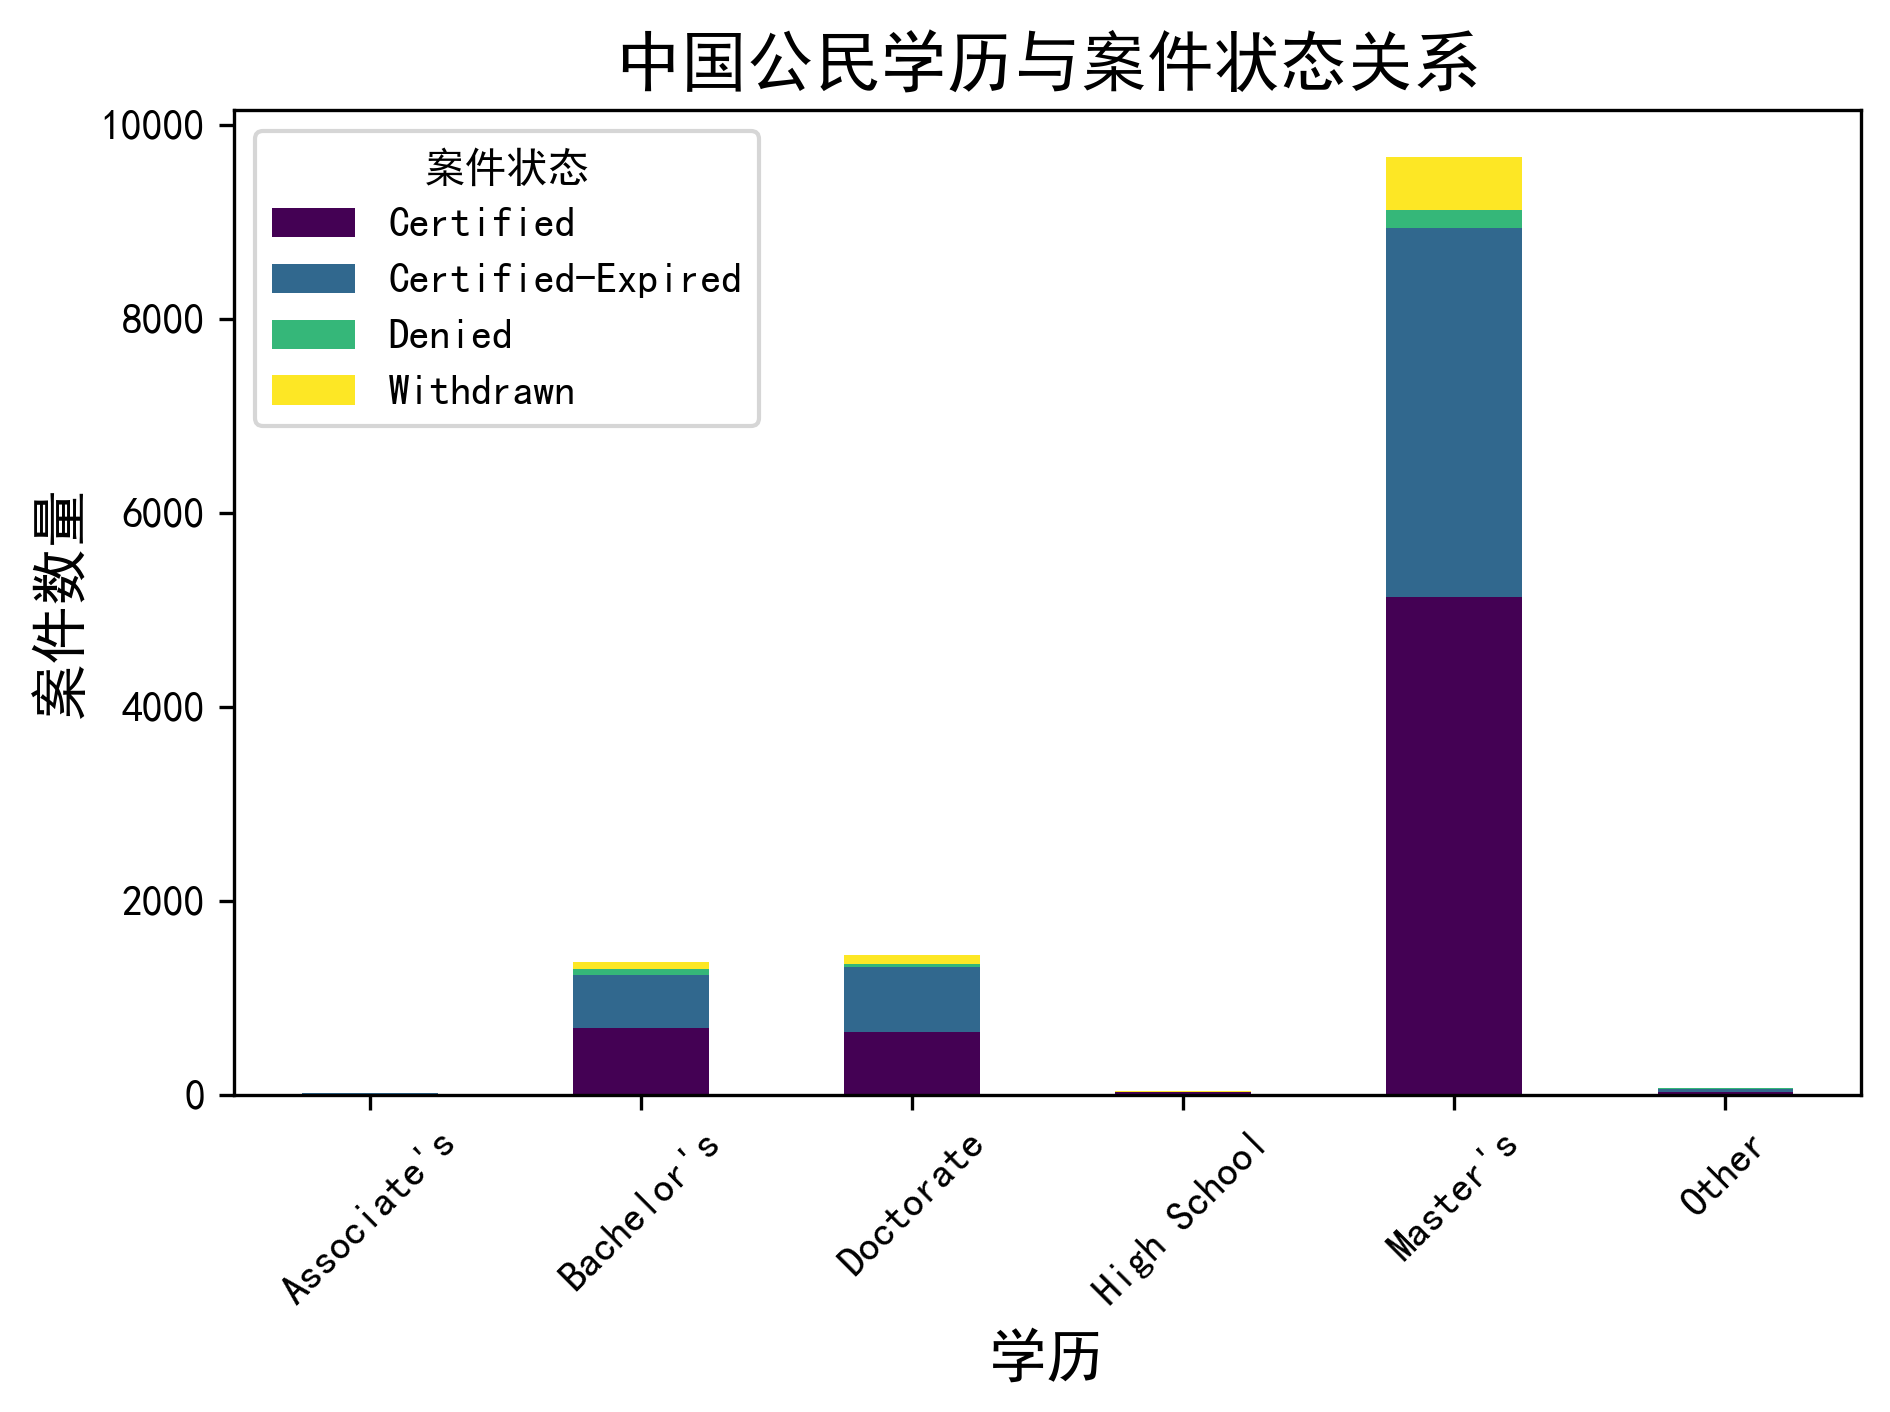 中国公民学历与案件状态关系
10000
8000
6000
4000
2000
0
案件数量
案件状态
Certified
Certified-Expired
Denied
Withdrawn
Associate's
Bachelor's
Doctorate
High School
Master's
Other
学历